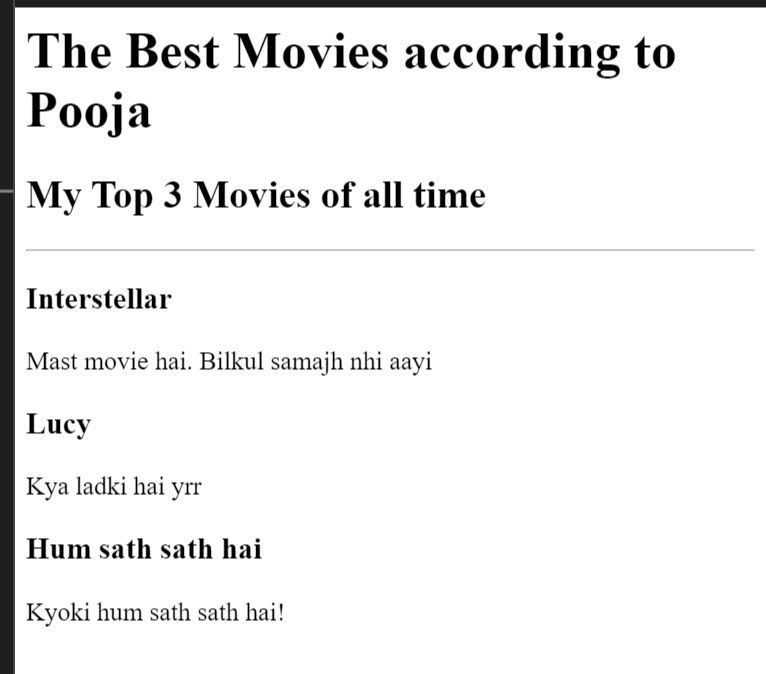 The Best Movies according to
Pooja
My Top 3 Movies of all time
Interstellar
Mast movie hai. Bilkul samajh nhi aayi
Lucy
Kya ladki hai yrr
Hum sath sath hai
Kyoki hum sath sath hai!